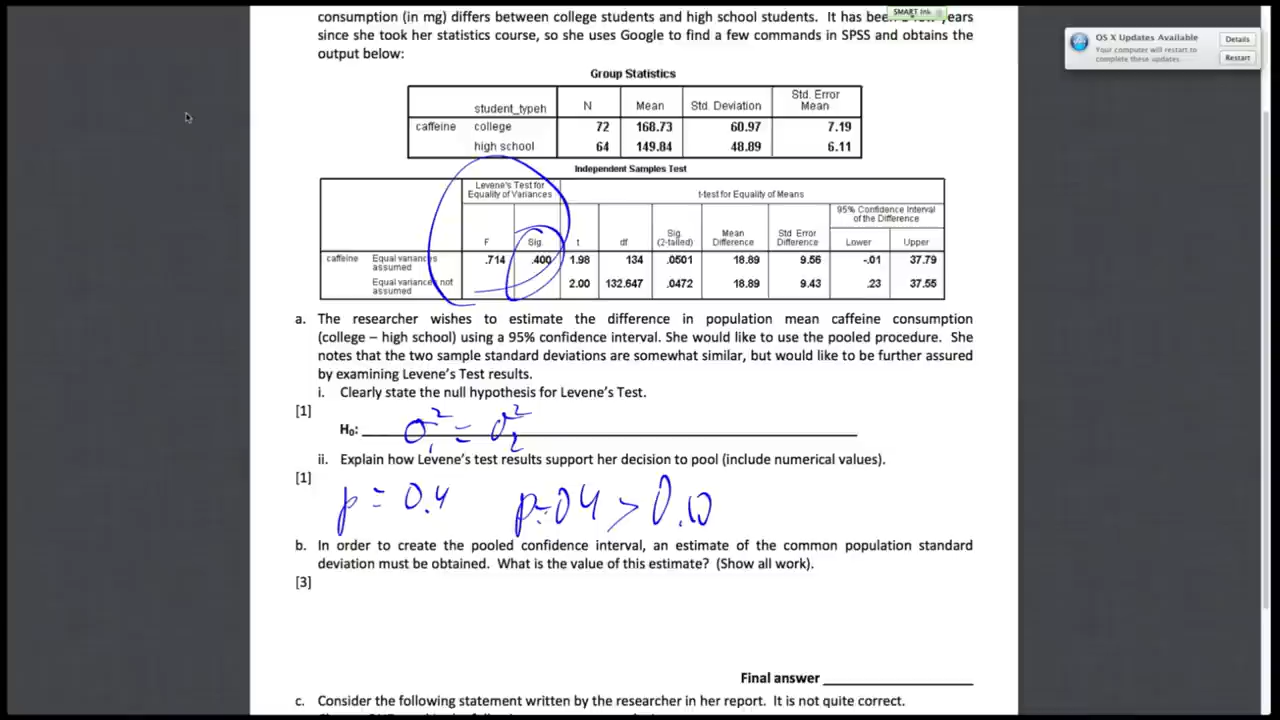 consumption (in mg) differs between college students and high school students. It has been years
SMART Ink
since she took her statistics course, so she uses Google to find a few commands in SPSS and obtains the
output below:
OS X Updates Available
Your computer will restart to
complete these updates.
Details
Restart
Group Statistics
student_typeh N Mean Std. Deviation Std. Error Mean
caffeine college 72 168.73 60.97 7.19
high school 64 149.84 48.89 6.11
Independent Samples Test
Levene's Test for Equality of Variances t-test for Equality of Means
95% Confidence Interval of the Difference
F Sig. t df Sig. (2-tailed) Mean Difference Std. Error Difference Lower Upper
caffeine Equal variances assumed .714 .400 1.98 134 .0501 18.89 9.56 -.01 37.79
Equal variances not assumed 2.00 132.647 .0472 18.89 9.43 .23 37.55
a. The researcher wishes to estimate the difference in population mean caffeine consumption
(college – high school) using a 95% confidence interval. She would like to use the pooled procedure. She
notes that the two sample standard deviations are somewhat similar, but would like to be further assured
by examining Levene's Test results.
i. Clearly state the null hypothesis for Levene's Test.
[1]
H₀: σ₁² = σ₂²
ii. Explain how Levene's test results support her decision to pool (include numerical values).
[1]
p = 0.4 p = 0.4 > 0.10
b. In order to create the pooled confidence interval, an estimate of the common population standard
deviation must be obtained. What is the value of this estimate? (Show all work).
[3]
Final answer
c. Consider the following statement written by the researcher in her report. It is not quite correct.